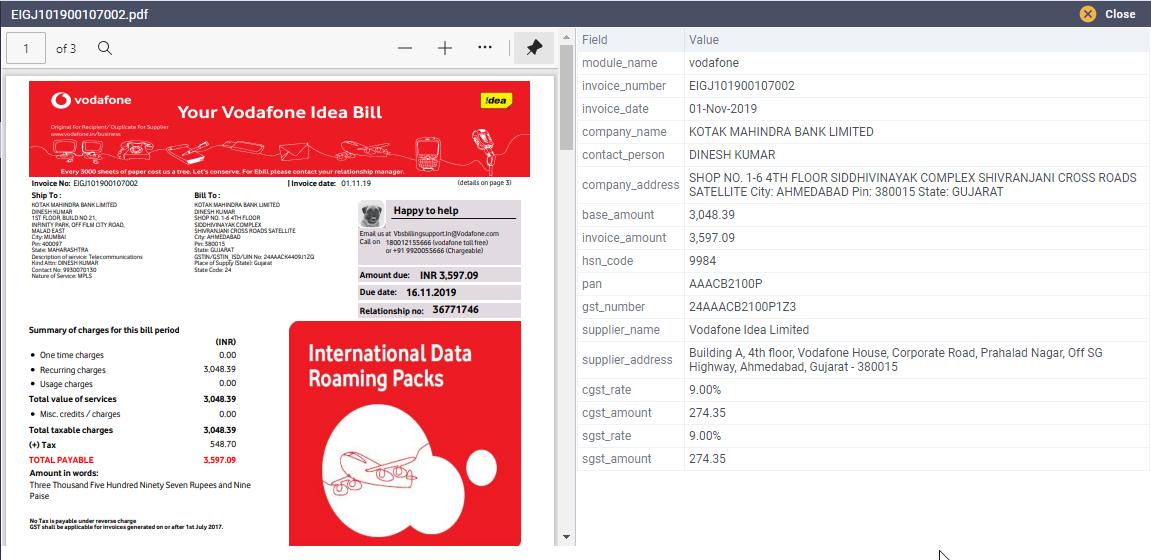 EIGJ101900107002.pdf
Close
1 of 3
vodafone
!dea
Your Vodafone Idea Bill
Original For Recipient/ Duplicate For Supplier
www.vodafone.in/business
Every 3000 sheets of paper cost us a tree. Let's conserve. For Ebill please contact your relationship manager.
Invoice No: EIGJ101900107002 | Invoice date: 01.11.19 (details on page 3)
Ship To :
KOTAK MAHINDRA BANK LIMITED
DINESH KUMAR
1ST FLOOR, BUILD NO 21,
INFINITY PARK, OFF FILM CITY ROAD,
MALAD EAST
City: MUMBAI
Pin: 400097
State: MAHARASHTRA
Description of service: Telecommunications
Kind Attn: DINESH KUMAR
Contact No: 9930070130
Nature of Service: MPLS
Bill To :
KOTAK MAHINDRA BANK LIMITED
DINESH KUMAR
SHOP NO. 1-6 4TH FLOOR
SIDDHIVINAYAK COMPLEX
SHIVRANJANI CROSS ROADS SATELLITE
City: AHMEDABAD
Pin: 380015
State: GUJARAT
GSTIN/GSTIN_ISD/UIN No: 24AAACK4409J1ZQ
Place of Supply (State): Gujarat
State Code: 24
Happy to help
Email us at Vbsbillingsupport.in@Vodafone.com
Call on 180012155666 (vodafone toll free)
or +91 9920055666 (Chargeable)
Amount due: INR 3,597.09
Due date: 16.11.2019
Relationship no: 36771746
Summary of charges for this bill period
(INR)
• One time charges 0.00
• Recurring charges 3,048.39
• Usage charges 0.00
Total value of services 3,048.39
• Misc. credits / charges 0.00
Total taxable charges 3,048.39
(+) Tax 548.70
TOTAL PAYABLE 3,597.09
Amount in words:
Three Thousand Five Hundred Ninety Seven Rupees and Nine
Paise
No Tax is payable under reverse charge
GST shall be applicable for invoices generated on or after 1st July 2017.
International Data
Roaming Packs
Field Value
module_name vodafone
invoice_number EIGJ101900107002
invoice_date 01-Nov-2019
company_name KOTAK MAHINDRA BANK LIMITED
contact_person DINESH KUMAR
company_address SHOP NO. 1-6 4TH FLOOR SIDDHIVINAYAK COMPLEX SHIVRANJANI CROSS ROADS
SATELLITE City: AHMEDABAD Pin: 380015 State: GUJARAT
base_amount 3,048.39
invoice_amount 3,597.09
hsn_code 9984
pan AAACB2100P
gst_number 24AAACB2100P1Z3
supplier_name Vodafone Idea Limited
supplier_address Building A, 4th floor, Vodafone House, Corporate Road, Prahalad Nagar, Off SG
Highway, Ahmedabad, Gujarat - 380015
cgst_rate 9.00%
cgst_amount 274.35
sgst_rate 9.00%
sgst_amount 274.35